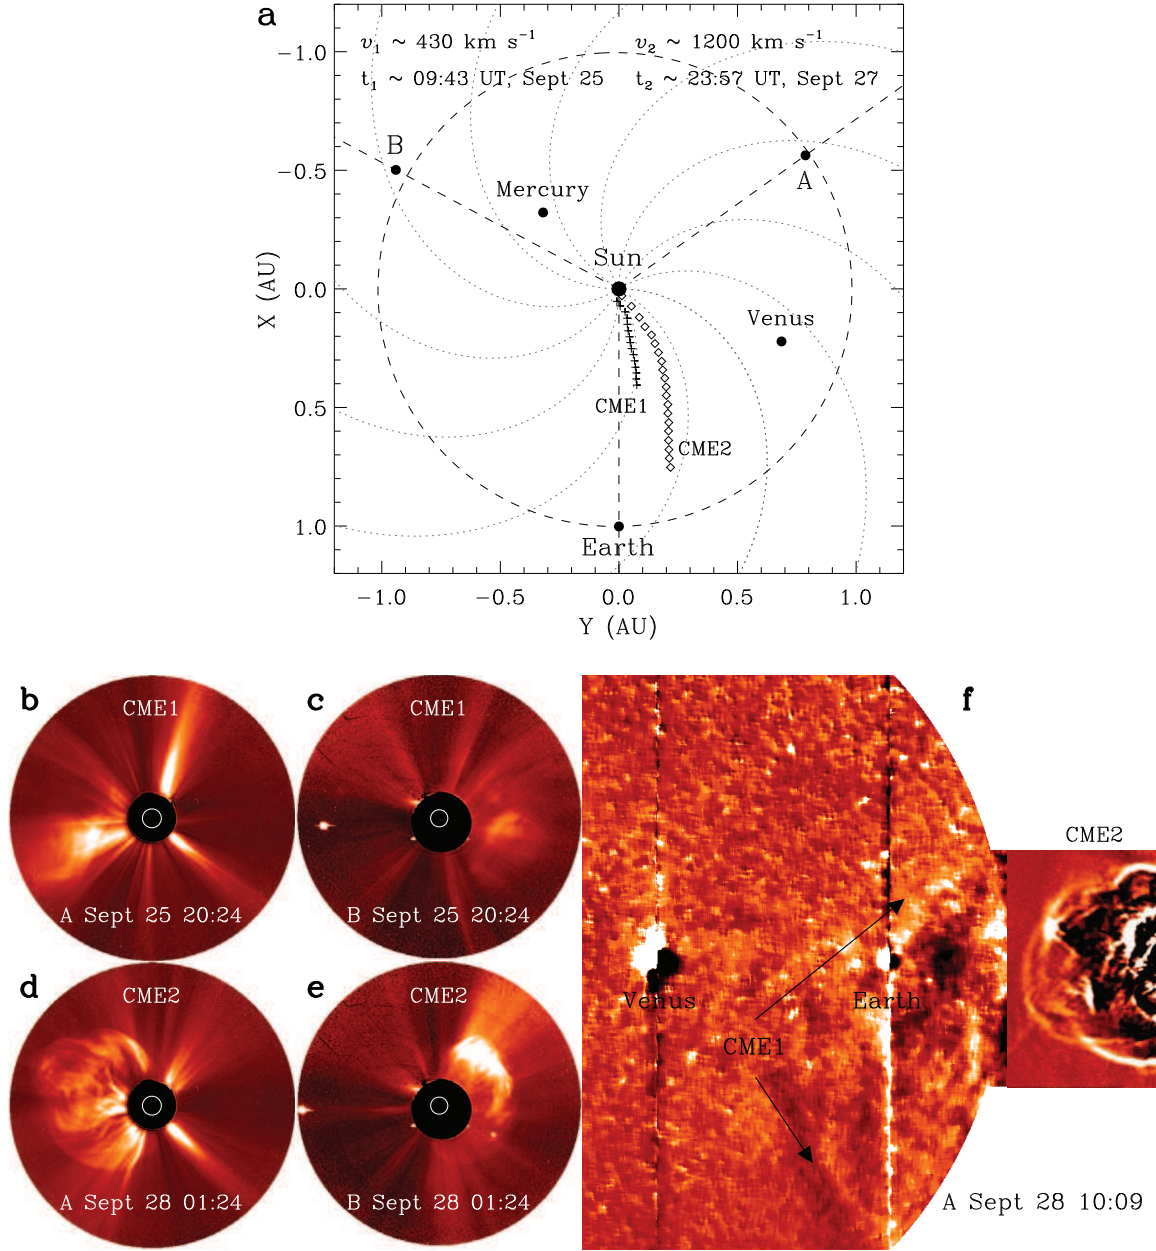 a
v₁ ~ 430 km s⁻¹
v₂ ~ 1200 km s⁻¹
t₁ ~ 09:43 UT, Sept 25
t₂ ~ 23:57 UT, Sept 27
−1.0
−0.5
0.0
0.5
1.0
X (AU)
B
A
Mercury
Sun
Venus
CME1
CME2
Earth
−1.0 −0.5 0.0 0.5 1.0
Y (AU)
b
CME1
A Sept 25 20:24
c
CME1
B Sept 25 20:24
d
CME2
A Sept 28 01:24
e
CME2
B Sept 28 01:24
f
CME2
Venus
Earth
CME1
A Sept 28 10:09